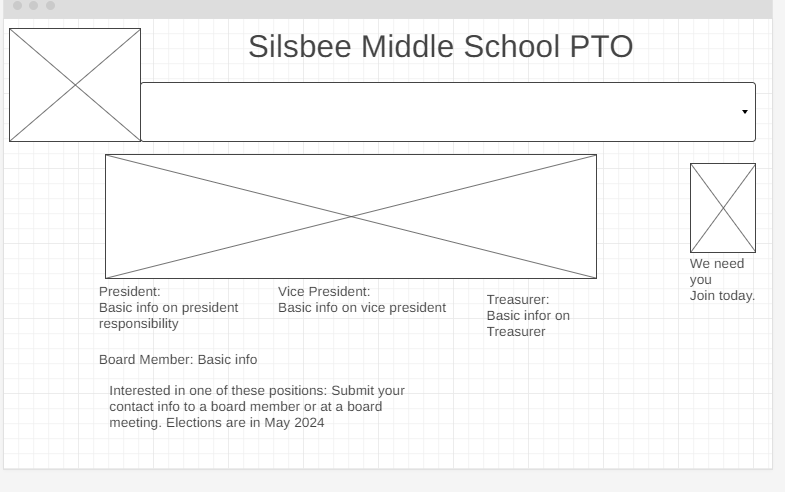 Silsbee Middle School PTO
We need
you
Join today.
President:
Basic info on president
responsibility
Vice President:
Basic info on vice president
Treasurer:
Basic infor on
Treasurer
Board Member: Basic info
Interested in one of these positions: Submit your
contact info to a board member or at a board
meeting. Elections are in May 2024